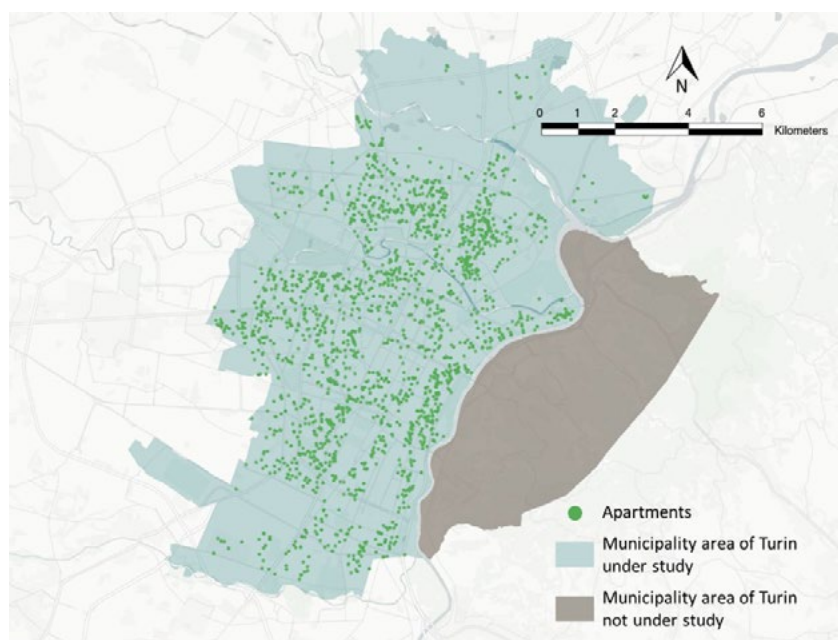 N
0 1 2 4 6
Kilometers
Apartments
Municipality area of Turin
under study
Municipality area of Turin
not under study